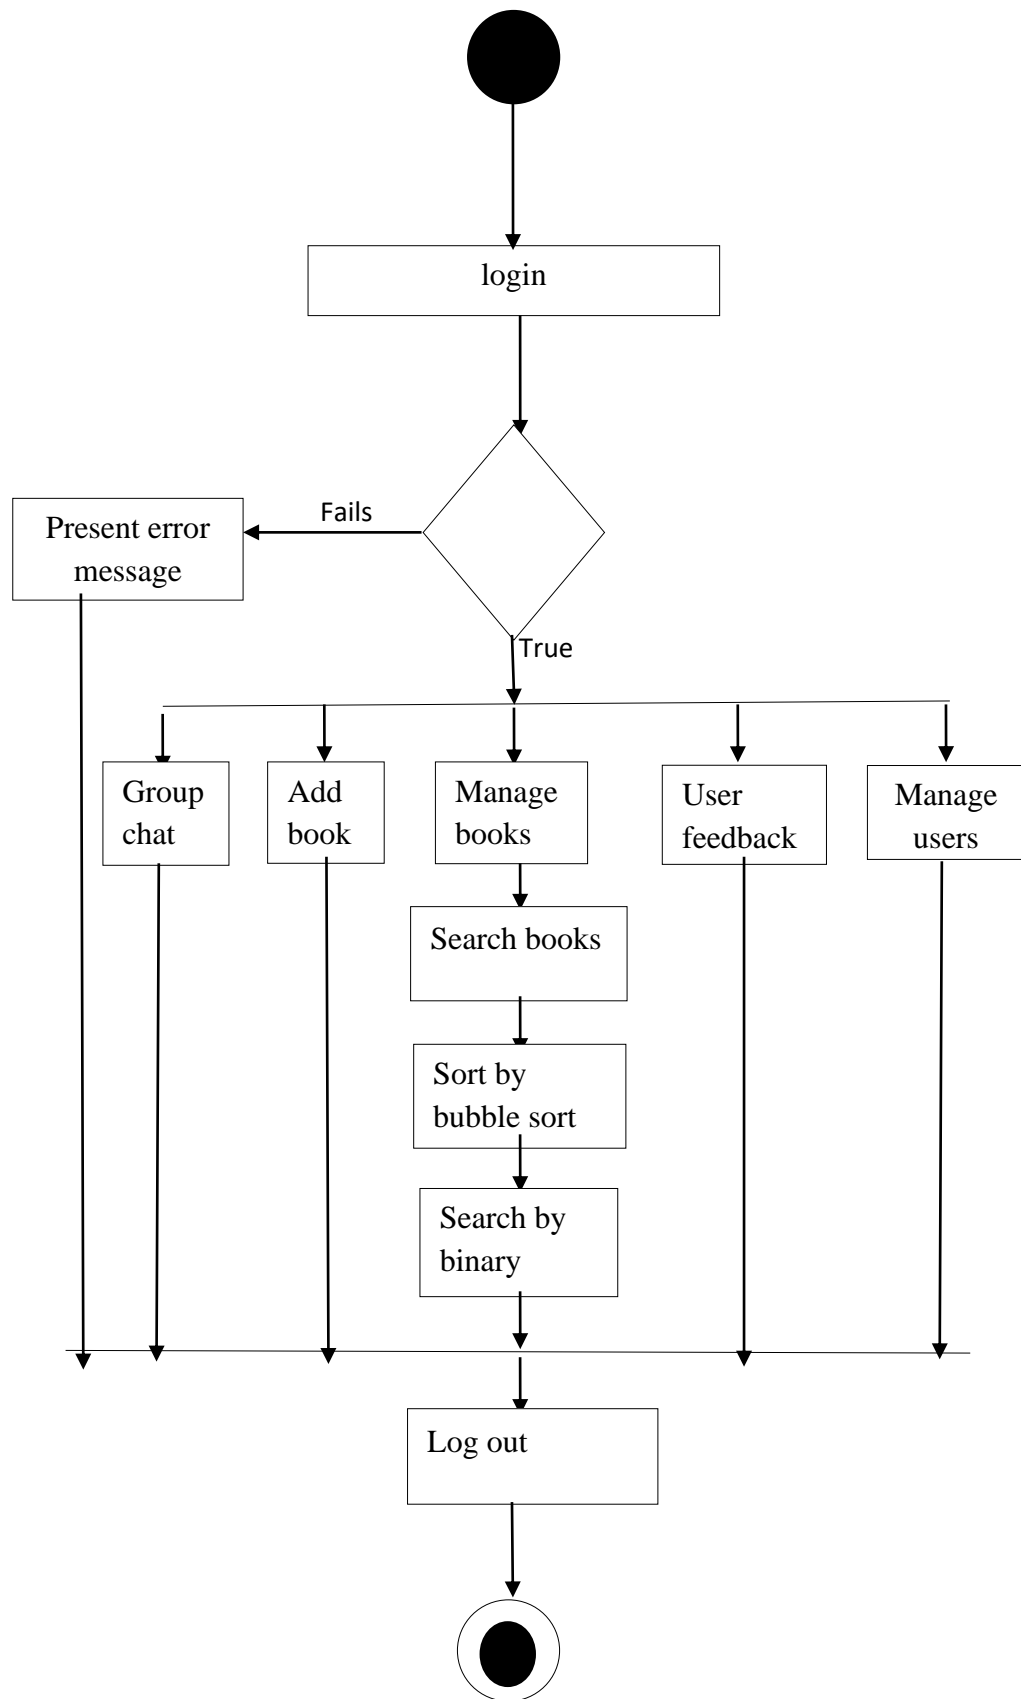 login
Fails
Present error
message
True
Group
chat
Add
book
Manage
books
User
feedback
Manage
users
Search books
Sort by
bubble sort
Search by
binary
Log out